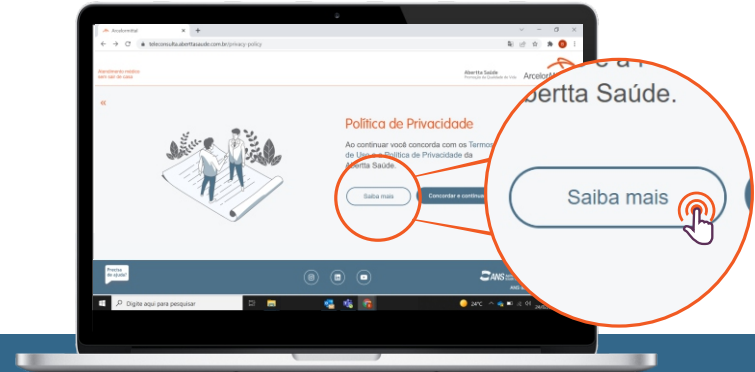 ArcelorMittal
teleconsulta.aberttasaude.com.br/privacy-policy
Atendimento médico
sem sair de casa
Abertta Saúde
Promoção de Qualidade de Vida
Política de Privacidade
Ao continuar você concorda com os Termos
de Uso e a Política de Privacidade da
Abertta Saúde.
Saiba mais
Concordar e continuar
bertta Saúde.
Saiba mais
Precisa
de ajuda?
ANS
Digite aqui para pesquisar
24°C